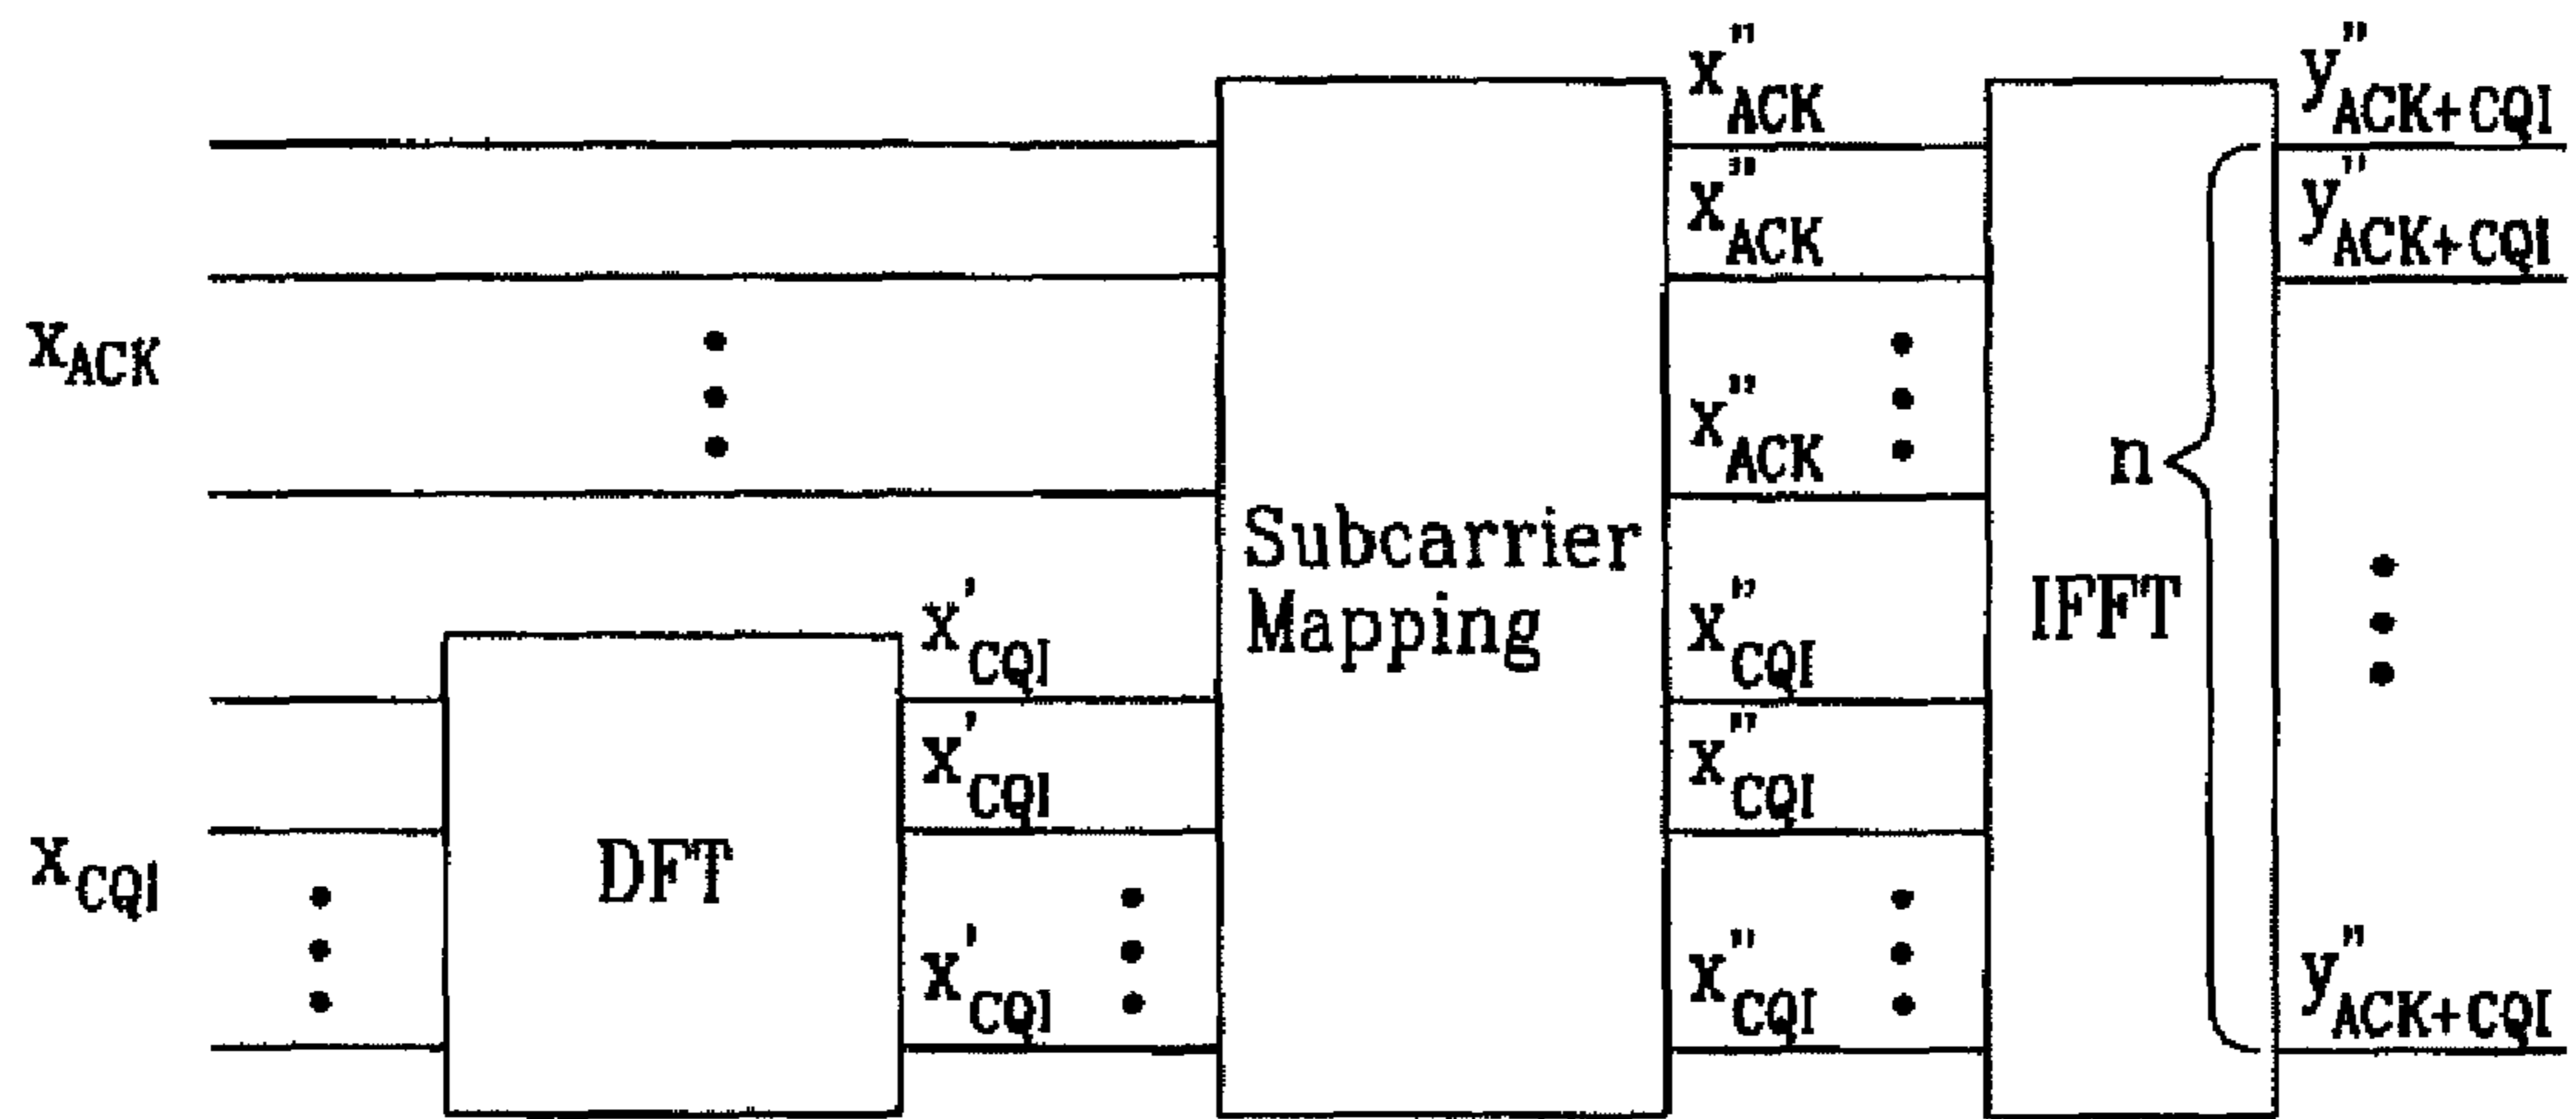 x"ACK
y"ACK+CQI
x"ACK
y"ACK+CQI
xACK
x"ACK
n
Subcarrier
Mapping
IFFT
x'CQI
x"CQI
x'CQI
x"CQI
xCQI
DFT
x'CQI
x"CQI
y"ACK+CQI